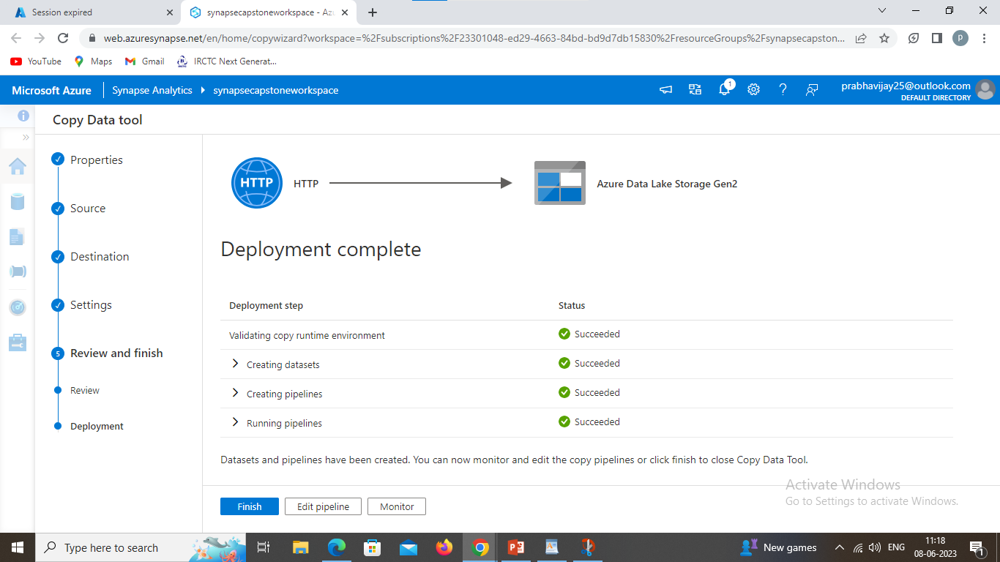 Session expired
synapsecapstoneworkspace - Azu
web.azuresynapse.net/en/home/copywizard?workspace=%2Fsubscriptions%2F23301048-ed29-4663-84bd-bd9d7db15830%2FresourceGroups%2Fsynapsecapston...
P
YouTube
Maps
Gmail
IRCTC Next Generat...
Microsoft Azure
Synapse Analytics
synapsecapstoneworkspace
1
prabhavijay25@outlook.com
DEFAULT DIRECTORY
Copy Data tool
Properties
Source
Destination
Settings
5 Review and finish
Review
Deployment
HTTP
HTTP
Azure Data Lake Storage Gen2
Deployment complete
Deployment step Status
Validating copy runtime environment Succeeded
Creating datasets Succeeded
Creating pipelines Succeeded
Running pipelines Succeeded
Datasets and pipelines have been created. You can now monitor and edit the copy pipelines or click finish to close Copy Data Tool.
Finish
Edit pipeline
Monitor
Activate Windows
Go to Settings to activate Windows.
Type here to search
New games
ENG
11:18
08-06-2023
1